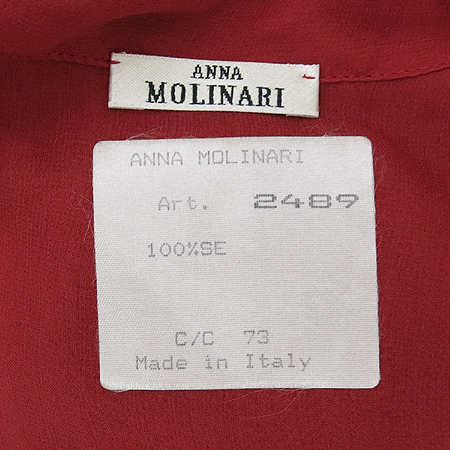 ANNA
MOLINARI
ANNA MOLINARI
Art. 2489
100%SE
C/C 73
Made in Italy